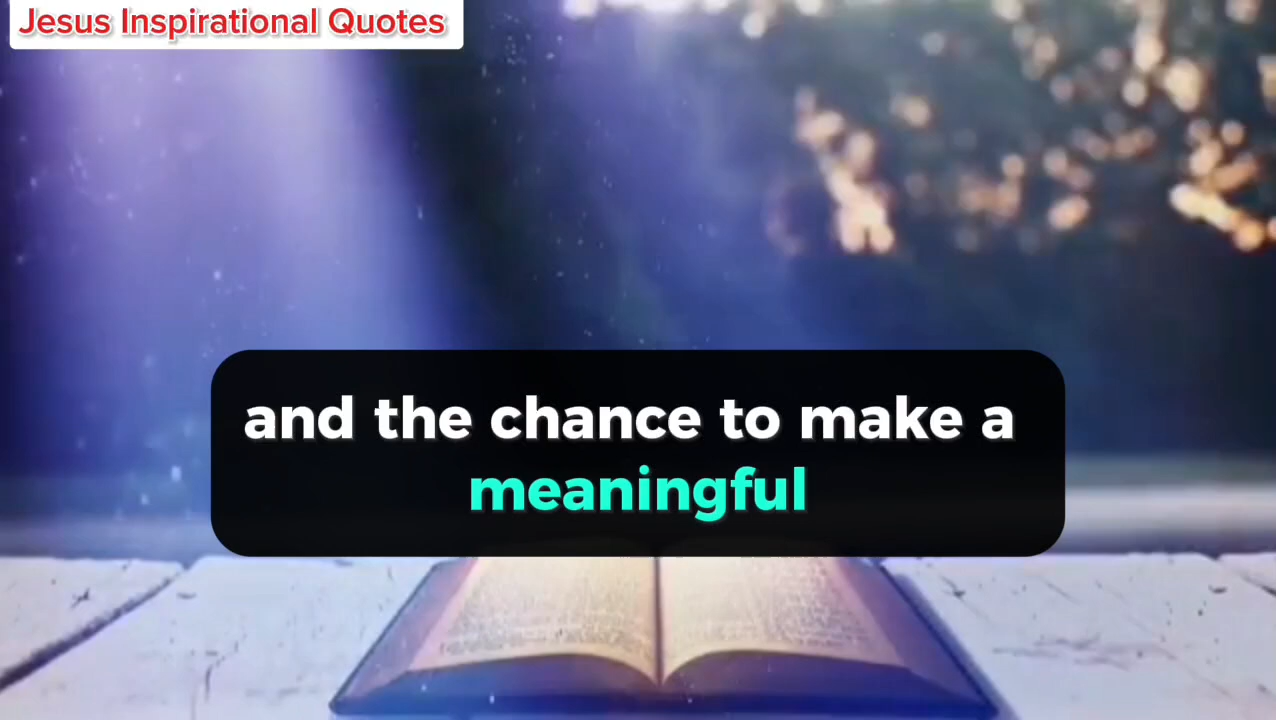 Jesus Inspirational Quotes
and the chance to make a
meaningful